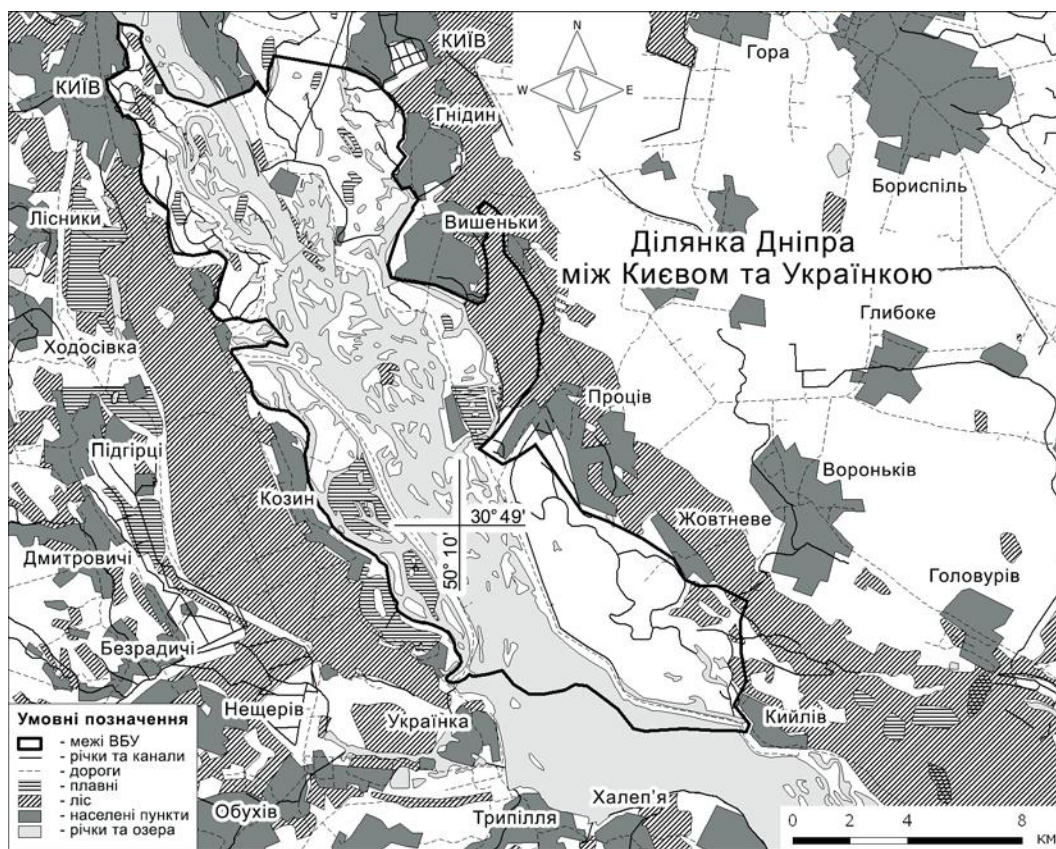 КИЇВ
КИЇВ
Гора
N
W
E
S
Гнідин
Бориспіль
Лісники
Вишеньки
Ділянка Дніпра
між Києвом та Українкою
Глибоке
Ходосівка
Проців
Підгірці
Вороньків
Козин
30° 49'
50° 10'
Жовтневе
Дмитровичі
Головурів
Безрадичі
Нещерів
Українка
Кийлів
Умовні позначення
- межі ВБУ
- річки та канали
- дороги
- плавні
- ліс
- населені пункти
- річки та озера
Обухів
Трипілля
Халеп'я
0 2 4 6 8
км